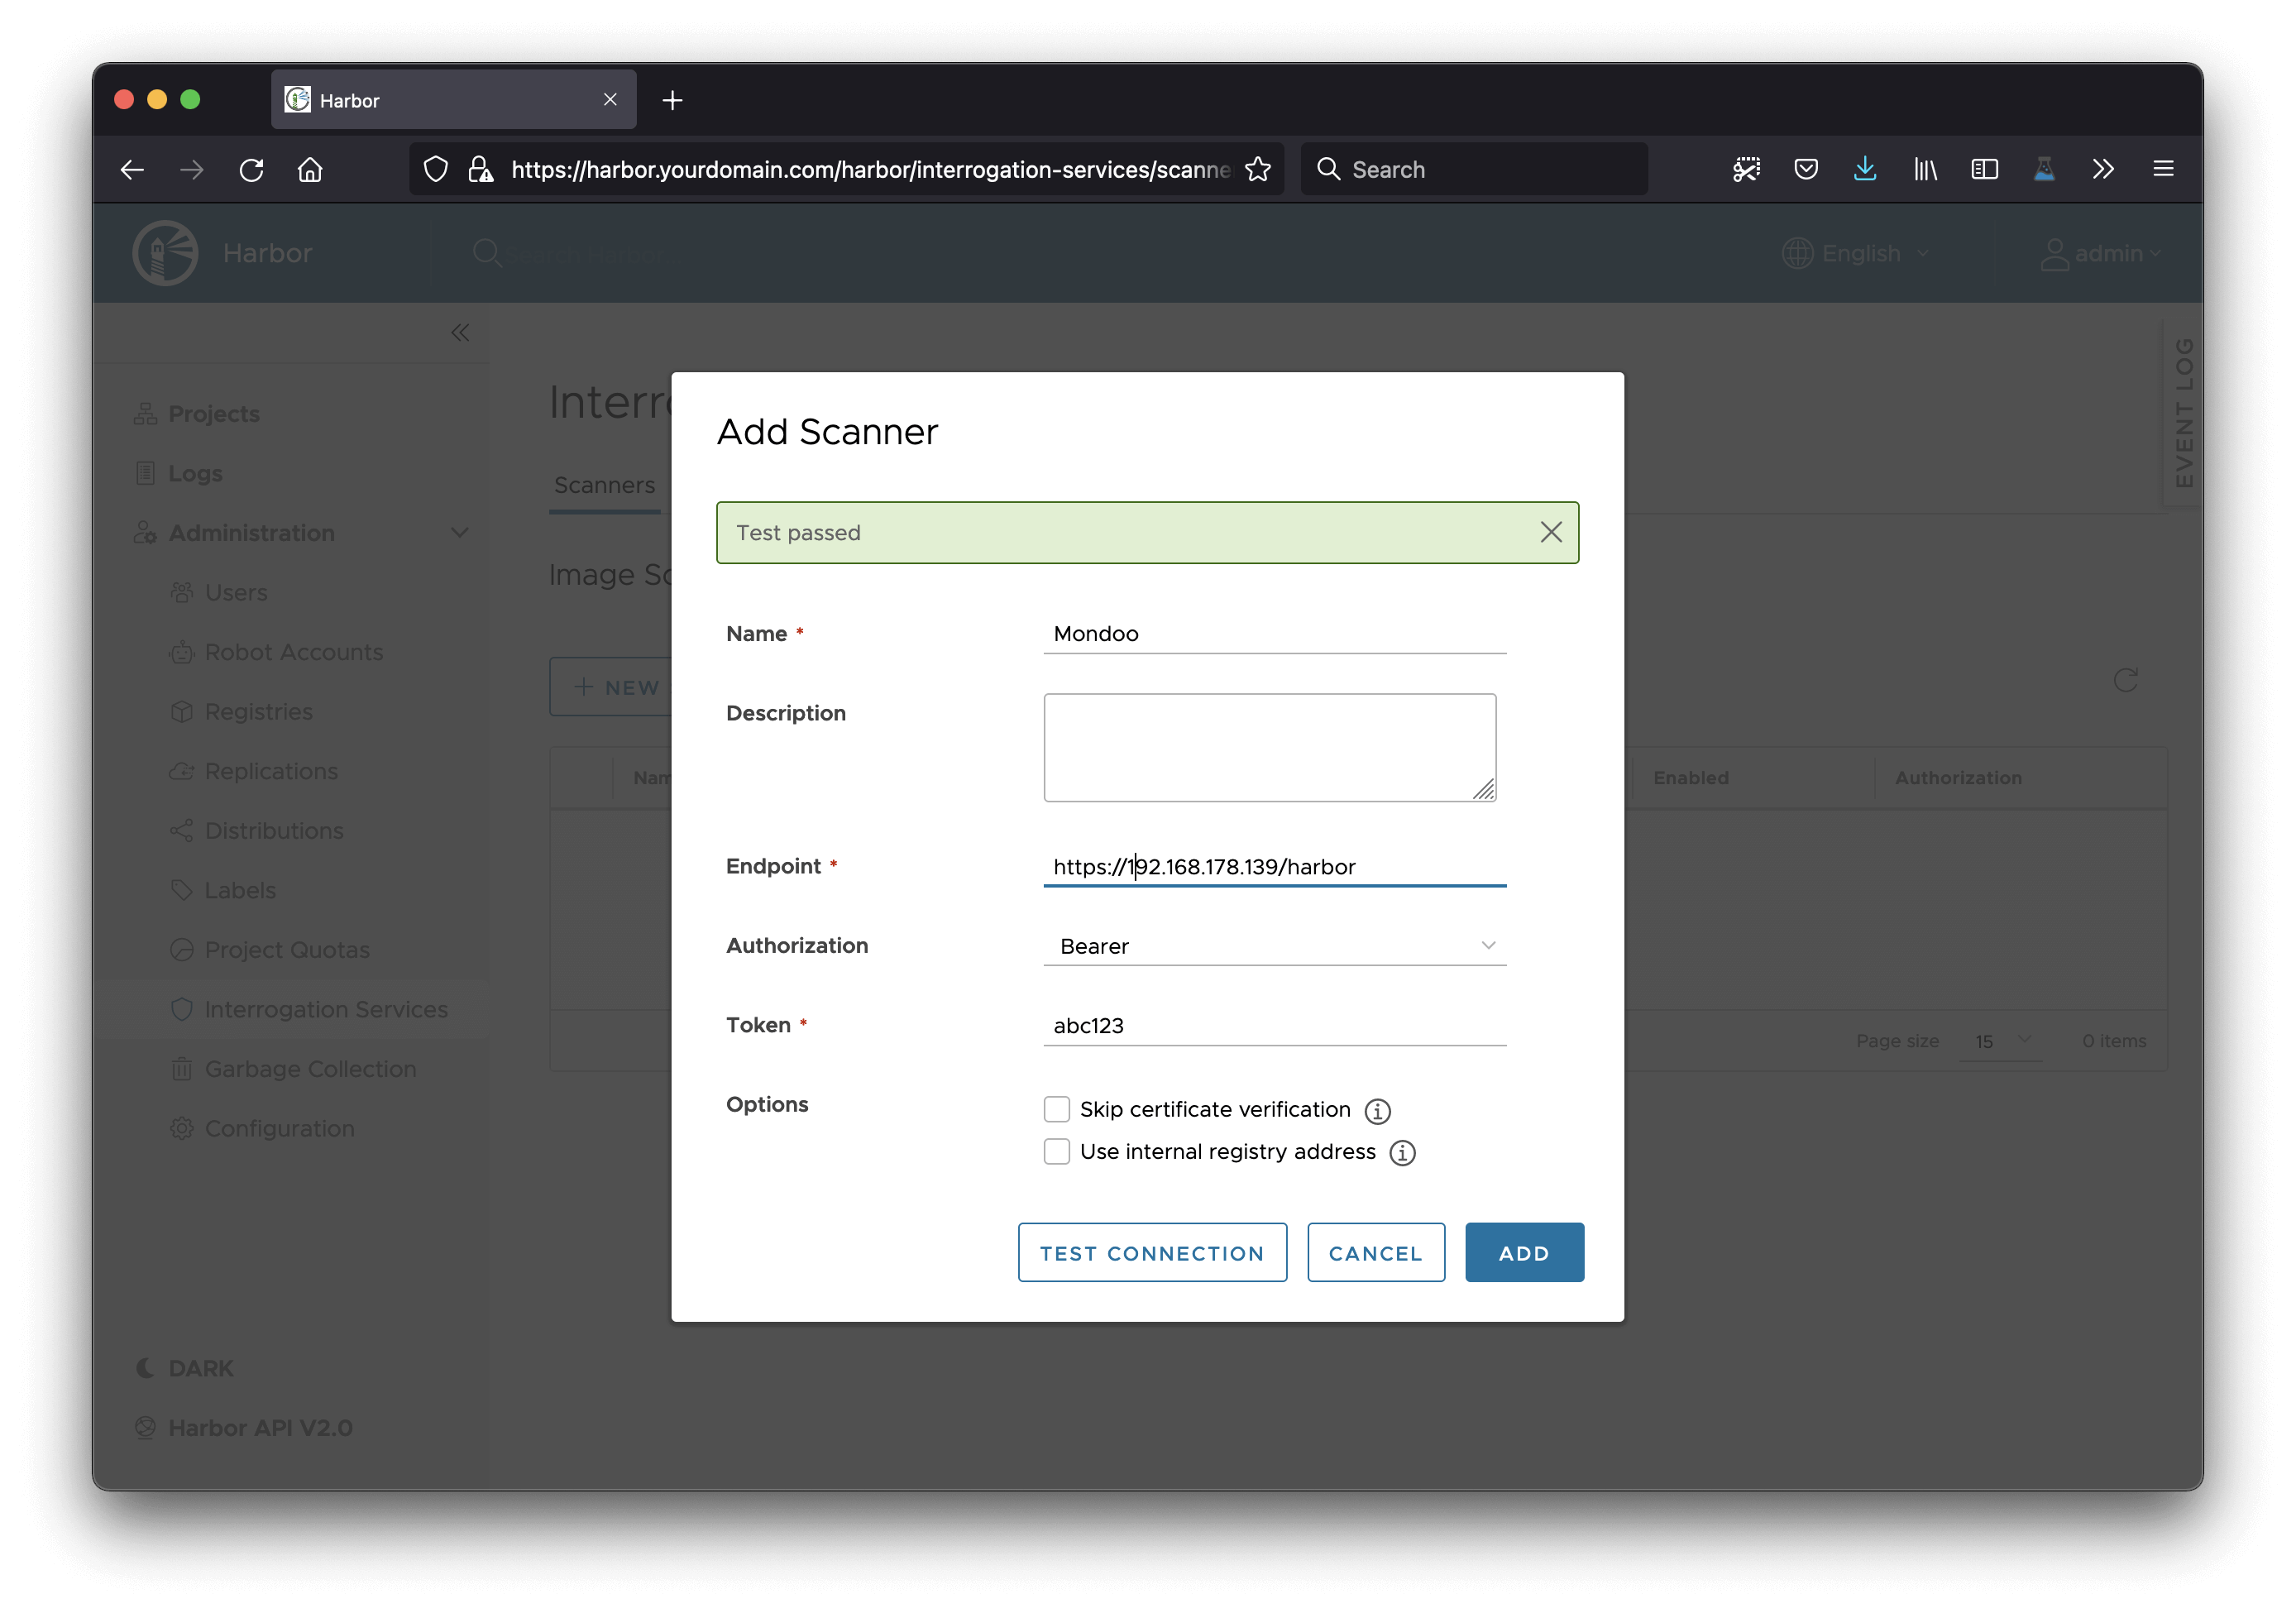 Harbor
https://harbor.yourdomain.com/harbor/interrogation-services/scanne
Search
Harbor
English
admin
EVENT LOG
Projects
Logs
Administration
Users
Robot Accounts
Registries
Replications
Distributions
Labels
Project Quotas
Interrogation Services
Garbage Collection
Configuration
DARK
Harbor API V2.0
Interro
Scanners
Image Sc
NEW
Nam
Enabled
Authorization
Page size
15
0 items
Add Scanner
Test passed
Name *
Mondoo
Description
Endpoint *
https://192.168.178.139/harbor
Authorization
Bearer
Token *
abc123
Options
Skip certificate verification
Use internal registry address
TEST CONNECTION
CANCEL
ADD